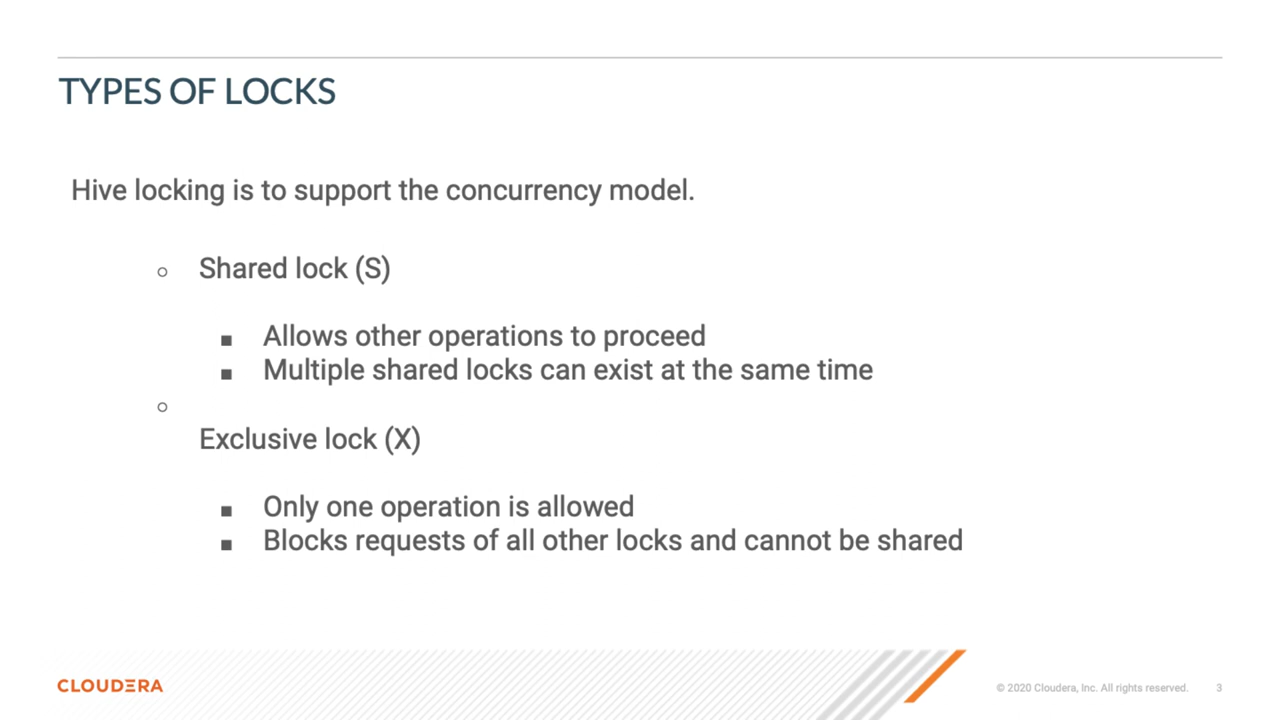 TYPES OF LOCKS
Hive locking is to support the concurrency model.
○ Shared lock (S)
■ Allows other operations to proceed
■ Multiple shared locks can exist at the same time
○
Exclusive lock (X)
■ Only one operation is allowed
■ Blocks requests of all other locks and cannot be shared
CLOUDERA
© 2020 Cloudera, Inc. All rights reserved. 3